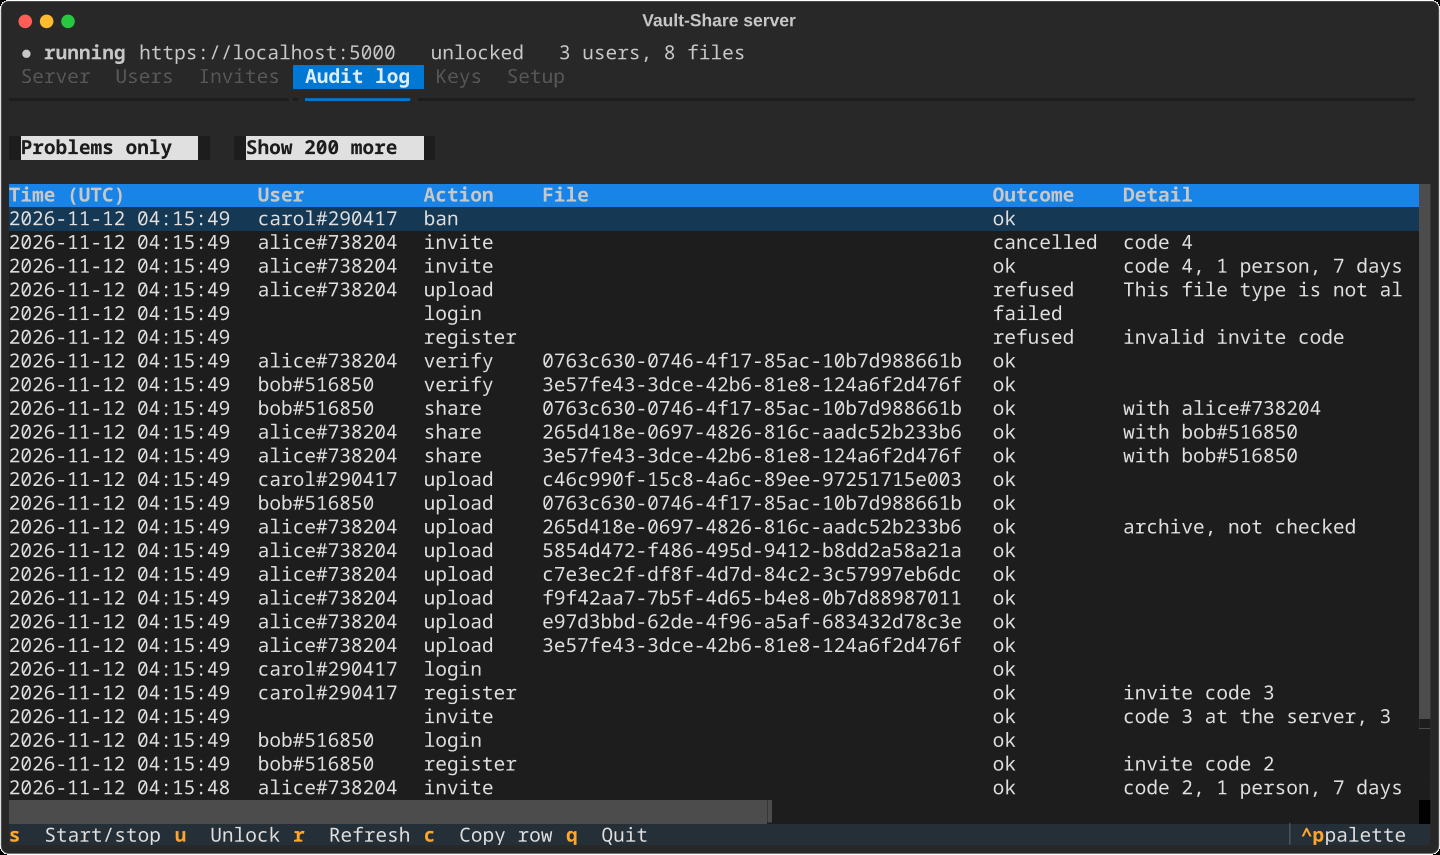 Vault-Share server
● running https://localhost:5000 unlocked 3 users, 8 files
Server Users Invites Audit log Keys Setup
Problems only Show 200 more
Time (UTC) User Action File Outcome Detail
2026-11-12 04:15:49 carol#290417 ban ok
2026-11-12 04:15:49 alice#738204 invite cancelled code 4
2026-11-12 04:15:49 alice#738204 invite ok code 4, 1 person, 7 days
2026-11-12 04:15:49 alice#738204 upload refused This file type is not al
2026-11-12 04:15:49 login failed
2026-11-12 04:15:49 register refused invalid invite code
2026-11-12 04:15:49 alice#738204 verify 0763c630-0746-4f17-85ac-10b7d988661b ok
2026-11-12 04:15:49 bob#516850 verify 3e57fe43-3dce-42b6-81e8-124a6f2d476f ok
2026-11-12 04:15:49 bob#516850 share 0763c630-0746-4f17-85ac-10b7d988661b ok with alice#738204
2026-11-12 04:15:49 alice#738204 share 265d418e-0697-4826-816c-aadc52b233b6 ok with bob#516850
2026-11-12 04:15:49 alice#738204 share 3e57fe43-3dce-42b6-81e8-124a6f2d476f ok with bob#516850
2026-11-12 04:15:49 carol#290417 upload c46c990f-15c8-4a6c-89ee-97251715e003 ok
2026-11-12 04:15:49 bob#516850 upload 0763c630-0746-4f17-85ac-10b7d988661b ok
2026-11-12 04:15:49 alice#738204 upload 265d418e-0697-4826-816c-aadc52b233b6 ok archive, not checked
2026-11-12 04:15:49 alice#738204 upload 5854d472-f486-495d-9412-b8dd2a58a21a ok
2026-11-12 04:15:49 alice#738204 upload c7e3ec2f-df8f-4d7d-84c2-3c57997eb6dc ok
2026-11-12 04:15:49 alice#738204 upload f9f42aa7-7b5f-4d65-b4e8-0b7d88987011 ok
2026-11-12 04:15:49 alice#738204 upload e97d3bbd-62de-4f96-a5af-683432d78c3e ok
2026-11-12 04:15:49 alice#738204 upload 3e57fe43-3dce-42b6-81e8-124a6f2d476f ok
2026-11-12 04:15:49 carol#290417 login ok
2026-11-12 04:15:49 carol#290417 register ok invite code 3
2026-11-12 04:15:49 invite ok code 3 at the server, 3
2026-11-12 04:15:49 bob#516850 login ok
2026-11-12 04:15:49 bob#516850 register ok invite code 2
2026-11-12 04:15:48 alice#738204 invite ok code 2, 1 person, 7 days
s Start/stop u Unlock r Refresh c Copy row q Quit ^p palette